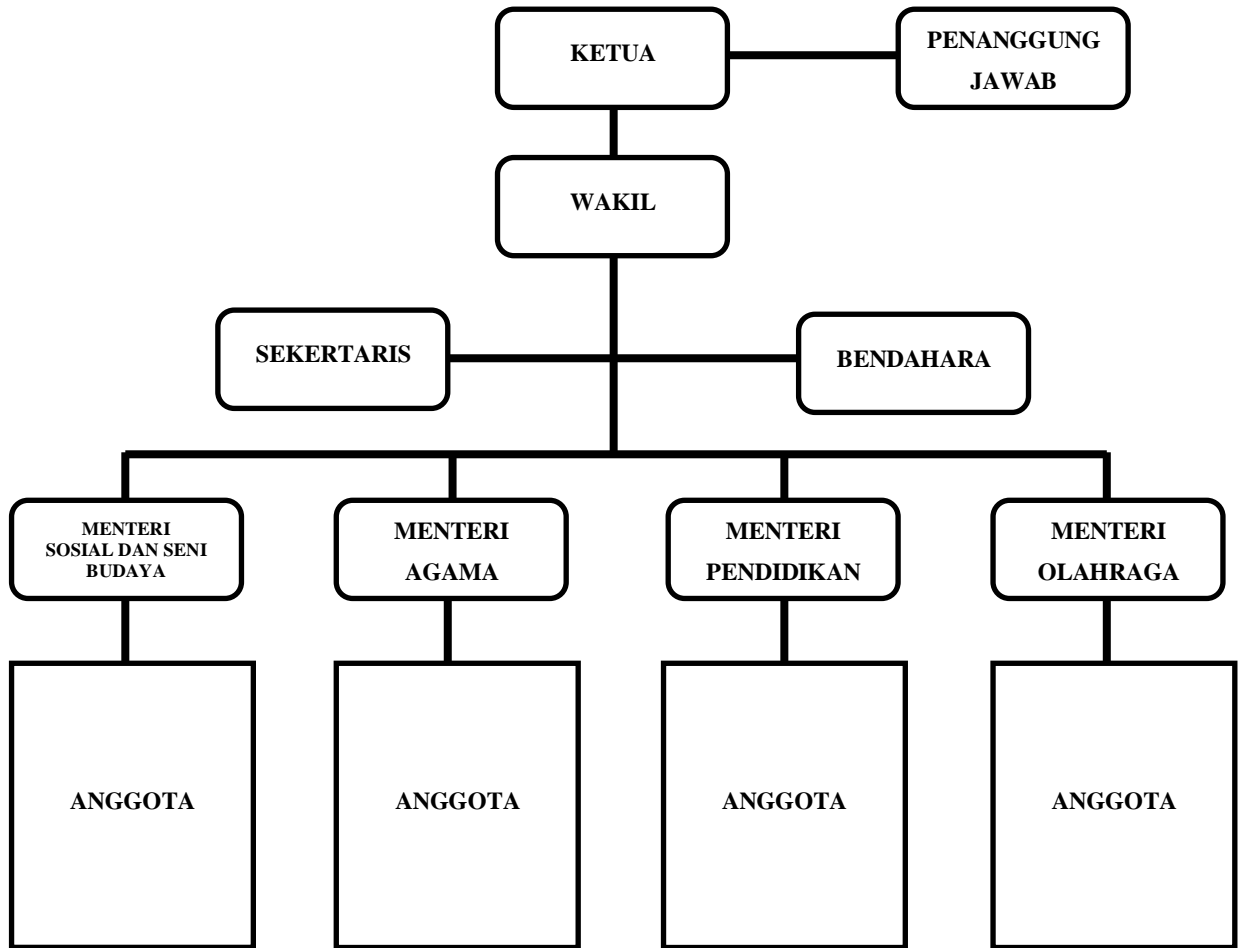 KETUA
PENANGGUNG
JAWAB
WAKIL
SEKERTARIS
BENDAHARA
MENTERI
SOSIAL DAN SENI
BUDAYA
MENTERI
AGAMA
MENTERI
PENDIDIKAN
MENTERI
OLAHRAGA
ANGGOTA
ANGGOTA
ANGGOTA
ANGGOTA